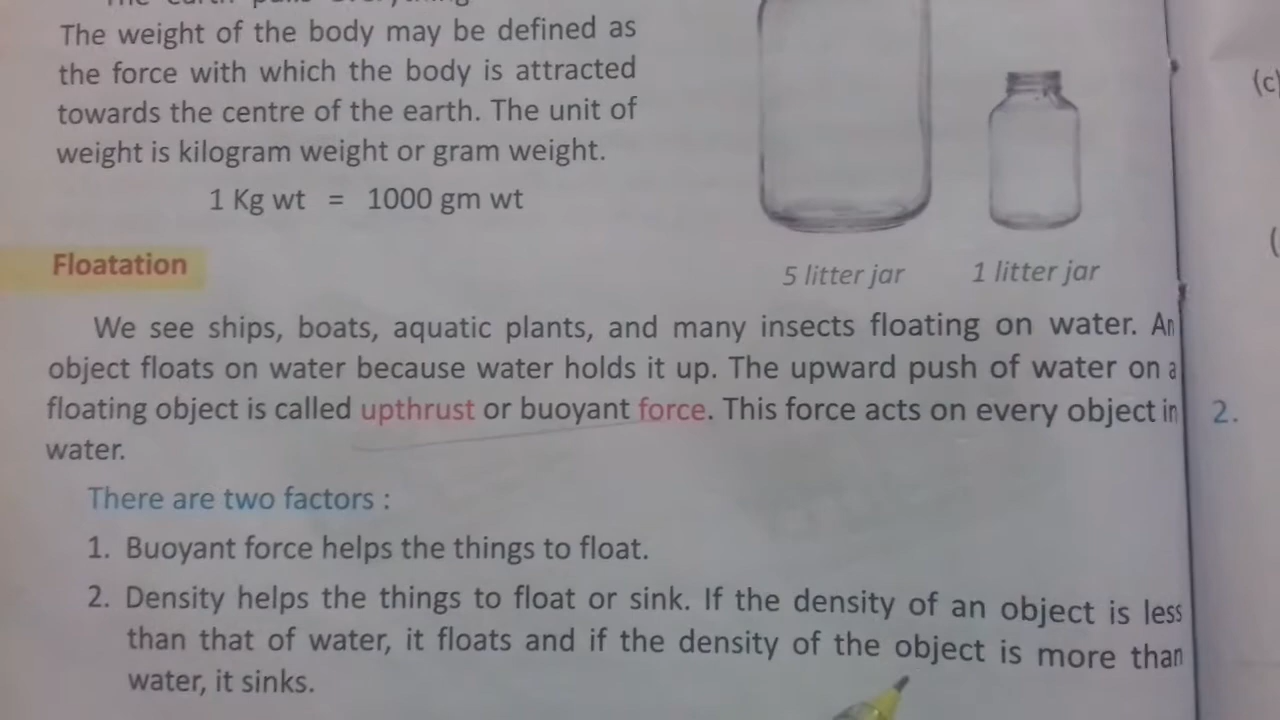 The earth pulls everything
The weight of the body may be defined as
the force with which the body is attracted
towards the centre of the earth. The unit of
weight is kilogram weight or gram weight.
1 Kg wt = 1000 gm wt
5 litter jar 1 litter jar
Floatation
We see ships, boats, aquatic plants, and many insects floating on water. An
object floats on water because water holds it up. The upward push of water on a
floating object is called upthrust or buoyant force. This force acts on every object in
water.
There are two factors :
1. Buoyant force helps the things to float.
2. Density helps the things to float or sink. If the density of an object is less
than that of water, it floats and if the density of the object is more than
water, it sinks.
(c)
(
2.